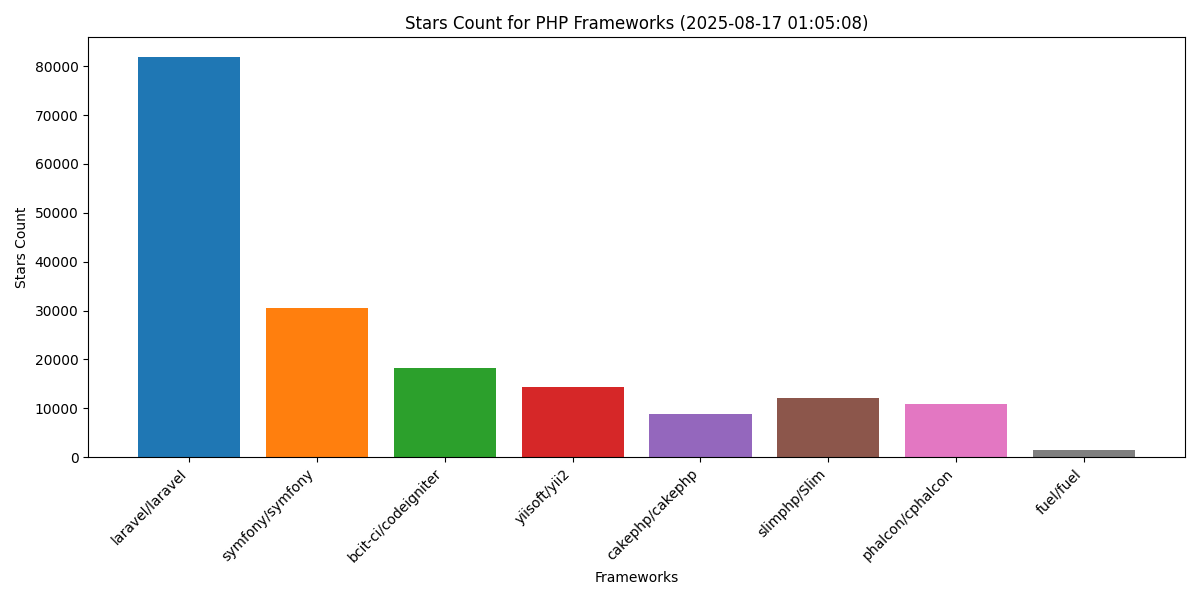 Stars Count for PHP Frameworks (2025-08-17 01:05:08)
Stars Count
80000
70000
60000
50000
40000
30000
20000
10000
0
laravel/laravel
symfony/symfony
bcit-ci/codeigniter
yiisoft/yii2
cakephp/cakephp
slimphp/Slim
phalcon/cphalcon
fuel/fuel
Frameworks